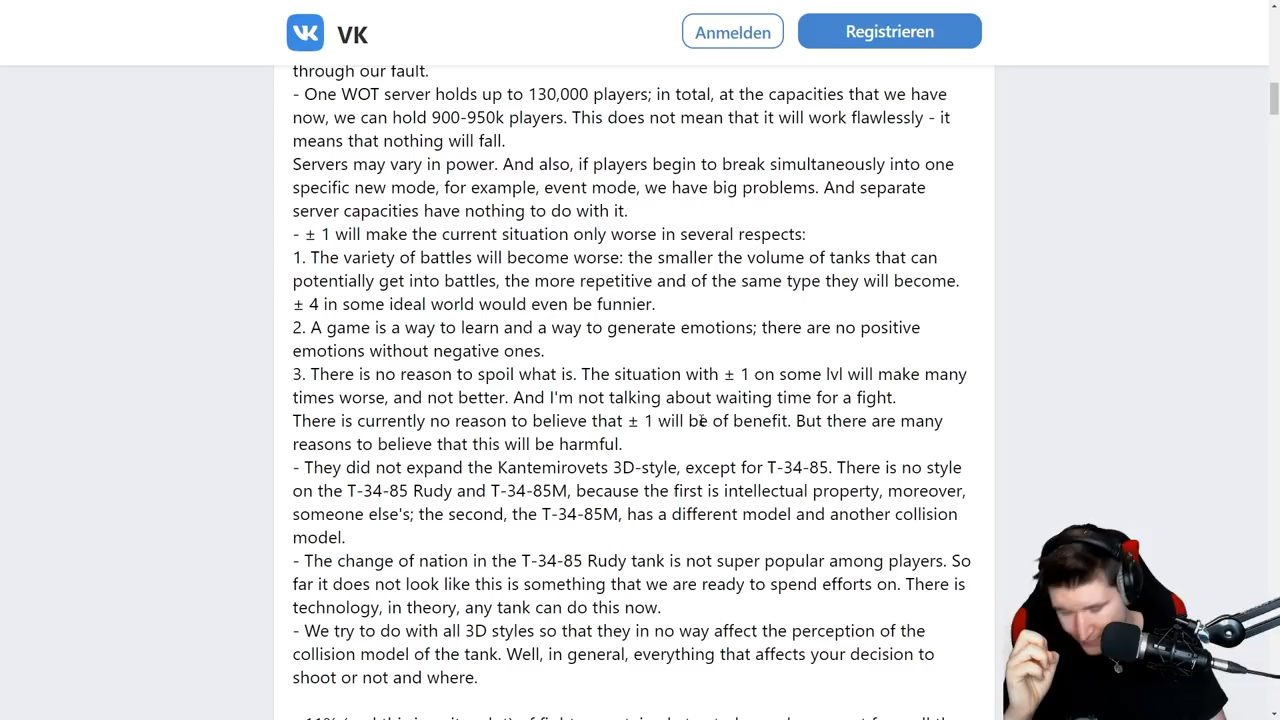 VK
Anmelden
Registrieren
through our fault.
- One WOT server holds up to 130,000 players; in total, at the capacities that we have
now, we can hold 900-950k players. This does not mean that it will work flawlessly - it
means that nothing will fall.
Servers may vary in power. And also, if players begin to break simultaneously into one
specific new mode, for example, event mode, we have big problems. And separate
server capacities have nothing to do with it.
- ± 1 will make the current situation only worse in several respects:
1. The variety of battles will become worse: the smaller the volume of tanks that can
potentially get into battles, the more repetitive and of the same type they will become.
± 4 in some ideal world would even be funnier.
2. A game is a way to learn and a way to generate emotions; there are no positive
emotions without negative ones.
3. There is no reason to spoil what is. The situation with ± 1 on some lvl will make many
times worse, and not better. And I'm not talking about waiting time for a fight.
There is currently no reason to believe that ± 1 will be of benefit. But there are many
reasons to believe that this will be harmful.
- They did not expand the Kantemirovets 3D-style, except for T-34-85. There is no style
on the T-34-85 Rudy and T-34-85M, because the first is intellectual property, moreover,
someone else's; the second, the T-34-85M, has a different model and another collision
model.
- The change of nation in the T-34-85 Rudy tank is not super popular among players. So
far it does not look like this is something that we are ready to spend efforts on. There is
technology, in theory, any tank can do this now.
- We try to do with all 3D styles so that they in no way affect the perception of the
collision model of the tank. Well, in general, everything that affects your decision to
shoot or not and where.